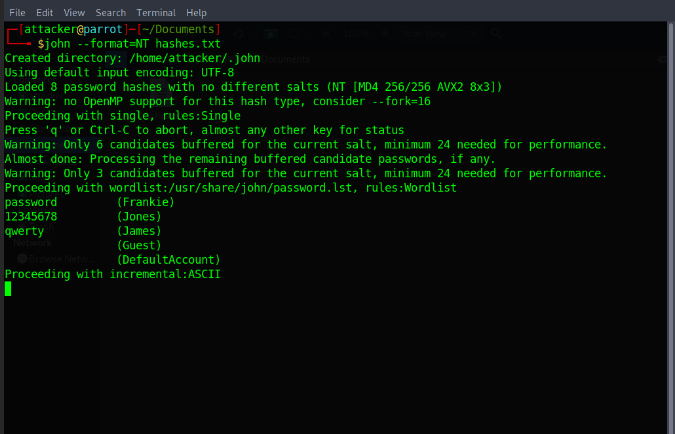 File Edit View Search Terminal Help
┌─[attacker@parrot]─[~/Documents]
└──╼ $john --format=NT hashes.txt
Created directory: /home/attacker/.john
Using default input encoding: UTF-8
Loaded 8 password hashes with no different salts (NT [MD4 256/256 AVX2 8x3])
Warning: no OpenMP support for this hash type, consider --fork=16
Proceeding with single, rules:Single
Press 'q' or Ctrl-C to abort, almost any other key for status
Warning: Only 6 candidates buffered for the current salt, minimum 24 needed for performance.
Almost done: Processing the remaining buffered candidate passwords, if any.
Warning: Only 3 candidates buffered for the current salt, minimum 24 needed for performance.
Proceeding with wordlist:/usr/share/john/password.lst, rules:Wordlist
password         (Frankie)
12345678         (Jones)
qwerty           (James)
                 (Guest)
                 (DefaultAccount)
Proceeding with incremental:ASCII